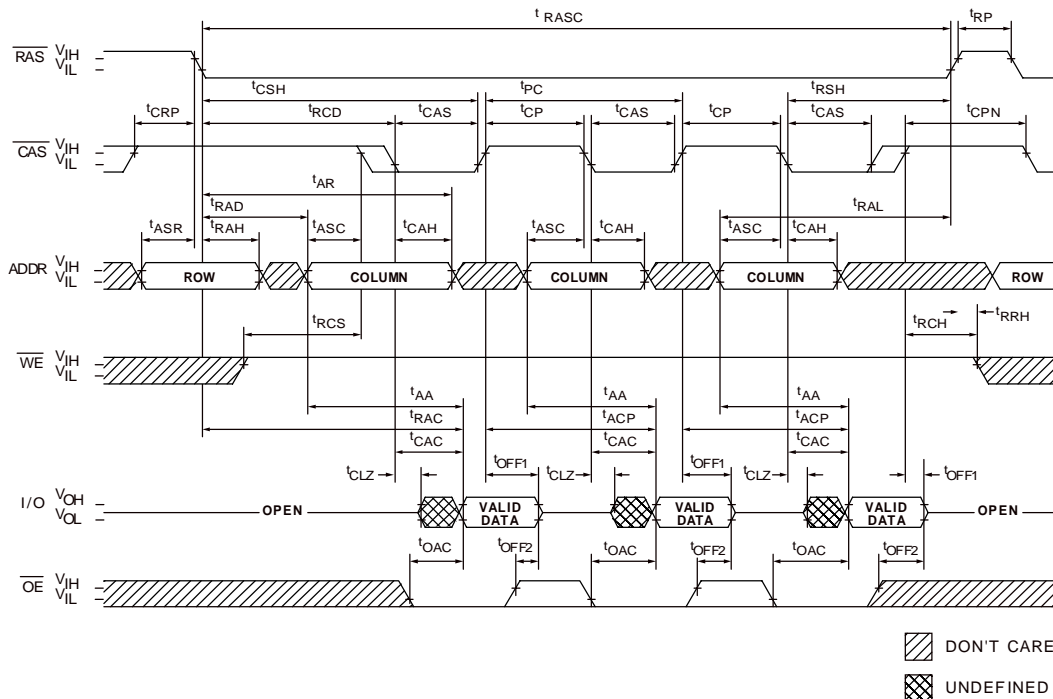 tRASC tRP
RAS VIH
VIL
tCSH tPC tRSH
tCRP tRCD tCAS tCP tCAS tCP tCAS tCPN
CAS VIH
VIL
tAR
tRAD tRAL
tASR tRAH tASC tCAH tASC tCAH tASC tCAH
ADDR VIH
VIL
ROW COLUMN COLUMN COLUMN ROW
tRCS tRCH tRRH
WE VIH
VIL
tAA tAA tAA
tRAC tACP tACP
tCAC tCAC tCAC
tCLZ tOFF1 tCLZ tOFF1 tCLZ tOFF1
I/O VOH
VOL
OPEN VALID DATA VALID DATA VALID DATA OPEN
tOAC tOFF2 tOAC tOFF2 tOAC tOFF2
OE VIH
VIL
DON'T CARE
UNDEFINED